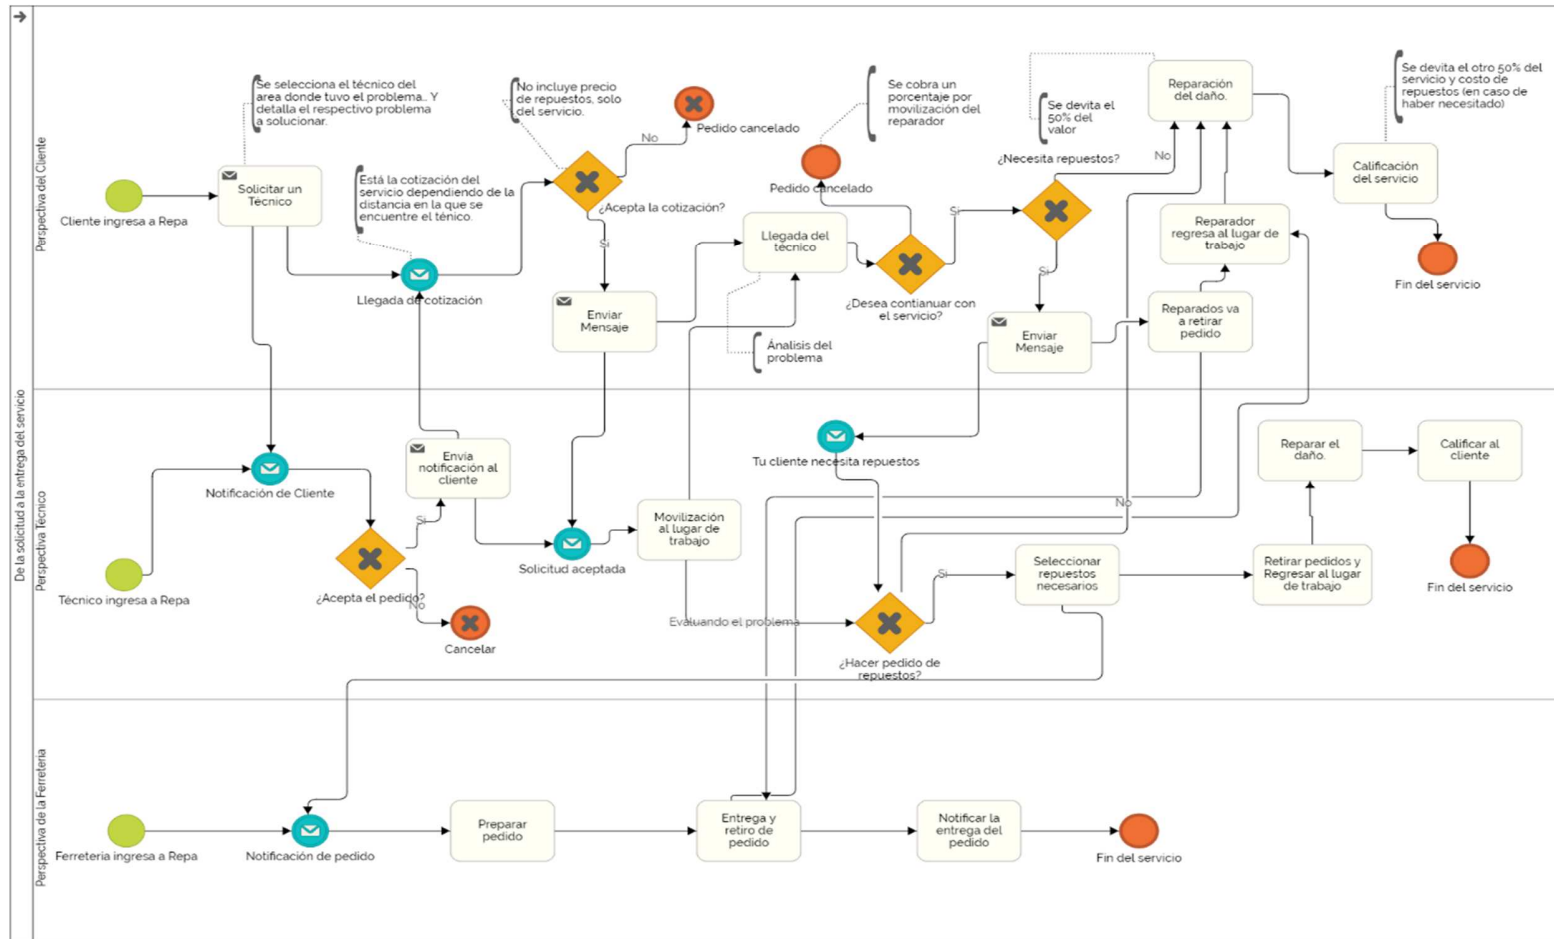 De la solicitud a la entrega del servicio
Perspectiva del Cliente
Cliente ingresa a Repa
Se selecciona el técnico del
area donde tuvo el problema.. Y
detalla el respectivo problema
a solucionar.
Solicitar un
Técnico
Está la cotización del
servicio dependiendo de la
distancia en la que se
encuentre el ténico.
Llegada de cotización
No incluye precio
de repuestos, solo
del servicio.
¿Acepta la cotización?
No
Pedido cancelado
Si
Enviar
Mensaje
Llegada del
técnico
Ánalisis del
problema
Se cobra un
porcentaje por
movilización del
reparador
Pedido cancelado
¿Desea contianuar con
el servicio?
Si
¿Necesita repuestos?
No
Si
Se devita el
50% del
valor
Enviar
Mensaje
Reparación
del daño.
Reparador
regresa al lugar de
trabajo
Reparados va
a retirar
pedido
Se devita el otro 50% del
servicio y costo de
repuestos (en caso de
haber necesitado)
Calificación
del servicio
Fin del servicio
Perspectiva Técnico
Técnico ingresa a Repa
Notificación de Cliente
¿Acepta el pedido?
Si
No
Cancelar
Envia
notificación al
cliente
Solicitud aceptada
Movilización
al lugar de
trabajo
Evaluando el problema
Tu cliente necesita repuestos
¿Hacer pedido de
repuestos?
No
Si
Seleccionar
repuestos
necesarios
Retirar pedidos y
Regresar al lugar
de trabajo
Reparar el
daño.
Calificar al
cliente
Fin del servicio
Perspectiva de la Ferreteria
Ferreteria ingresa a Repa
Notificación de pedido
Preparar
pedido
Entrega y
retiro de
pedido
Notificar la
entrega del
pedido
Fin del servicio